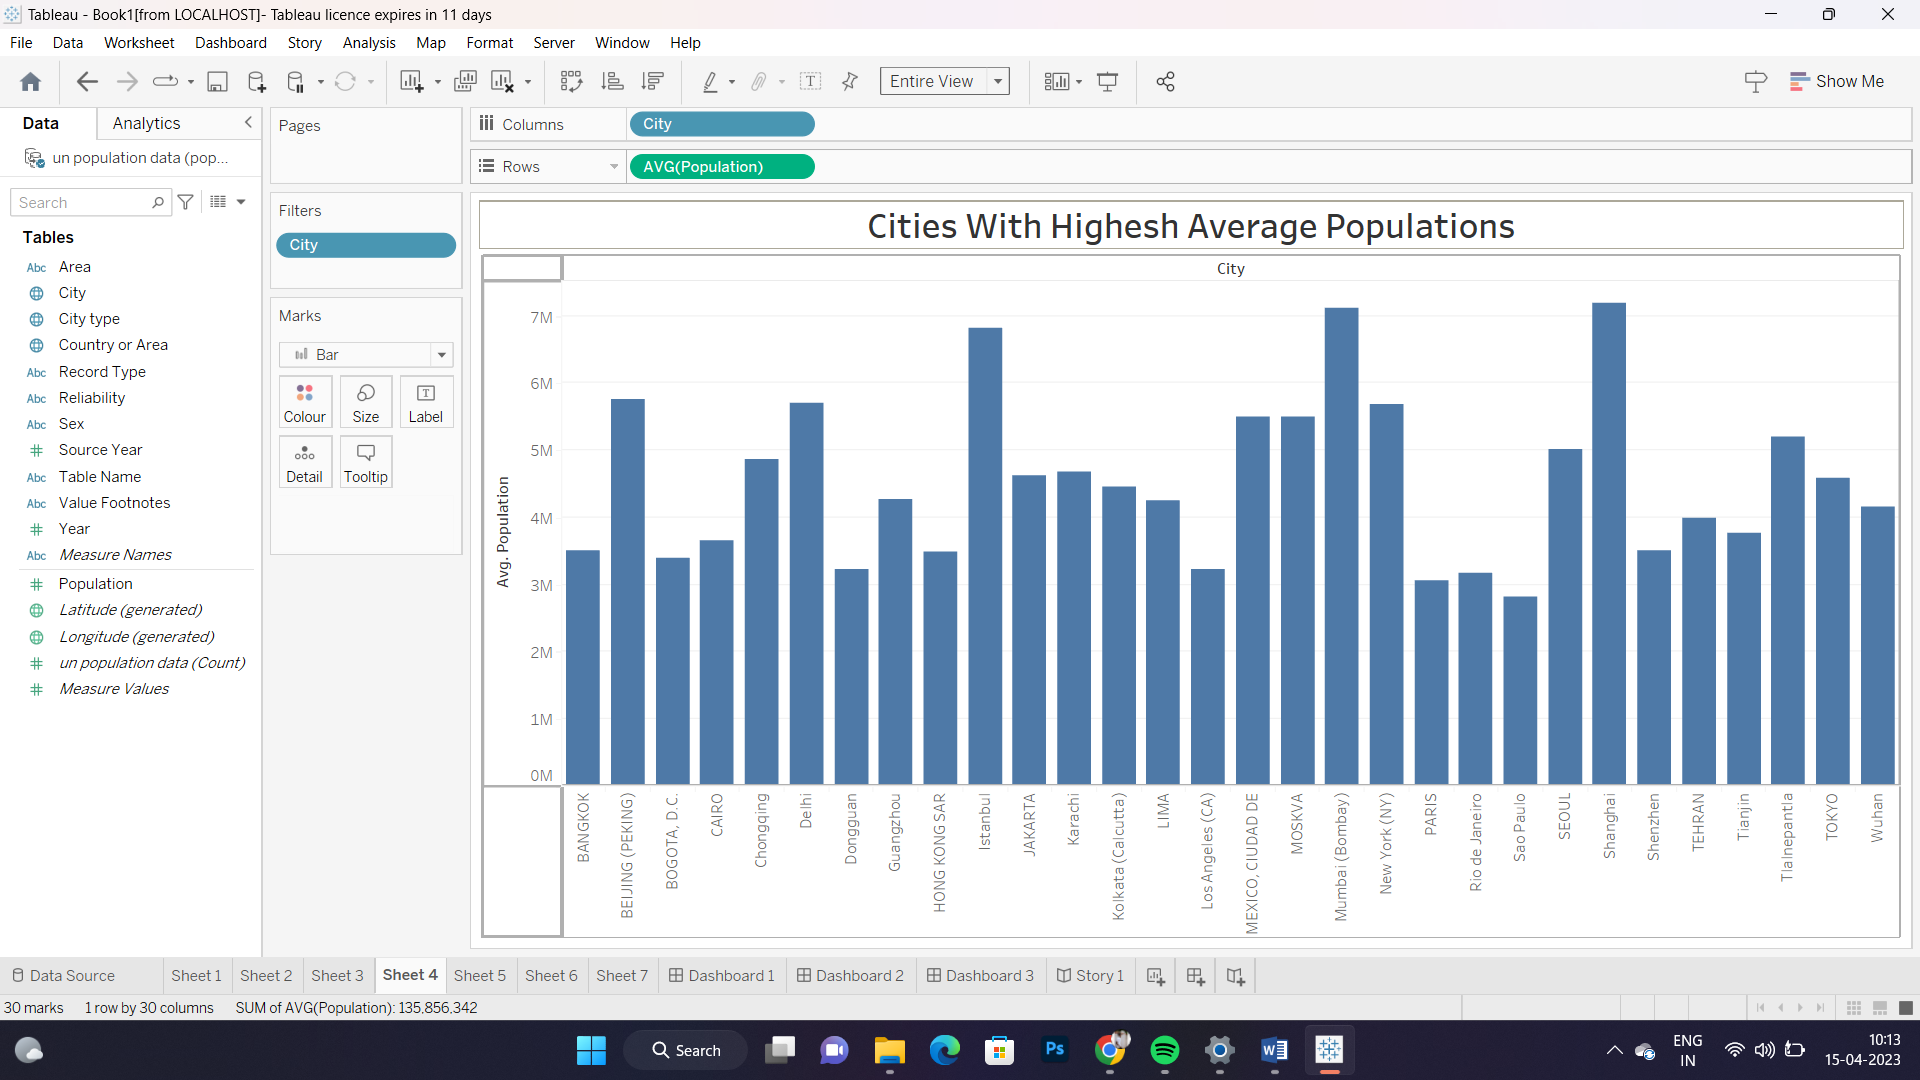 Tableau - Book1[from LOCALHOST]- Tableau licence expires in 11 days
File Data Worksheet Dashboard Story Analysis Map Format Server Window Help
Entire View
Show Me
Data Analytics
un population data (pop...
Search
Tables
Abc Area
City
City type
Country or Area
Abc Record Type
Abc Reliability
Abc Sex
Source Year
Abc Table Name
Abc Value Footnotes
Year
Abc Measure Names
Population
Latitude (generated)
Longitude (generated)
un population data (Count)
Measure Values
Pages
Filters
City
Marks
Bar
Colour Size Label
Detail Tooltip
Columns City
Rows AVG(Population)
Cities With Highesh Average Populations
City
Avg. Population
7M
6M
5M
4M
3M
2M
1M
0M
BANGKOK
BEIJING (PEKING)
BOGOTA, D.C.
CAIRO
Chongqing
Delhi
Dongguan
Guangzhou
HONG KONG SAR
Istanbul
JAKARTA
Karachi
Kolkata (Calcutta)
LIMA
Los Angeles (CA)
MEXICO, CIUDAD DE
MOSKVA
Mumbai (Bombay)
New York (NY)
PARIS
Rio de Janeiro
Sao Paulo
SEOUL
Shanghai
Shenzhen
TEHRAN
Tianjin
Tlalnepantla
TOKYO
Wuhan
Data Source Sheet 1 Sheet 2 Sheet 3 Sheet 4 Sheet 5 Sheet 6 Sheet 7 Dashboard 1 Dashboard 2 Dashboard 3 Story 1
30 marks 1 row by 30 columns SUM of AVG(Population): 135,856,342
Search
Ps
W
ENG
IN
10:13
15-04-2023